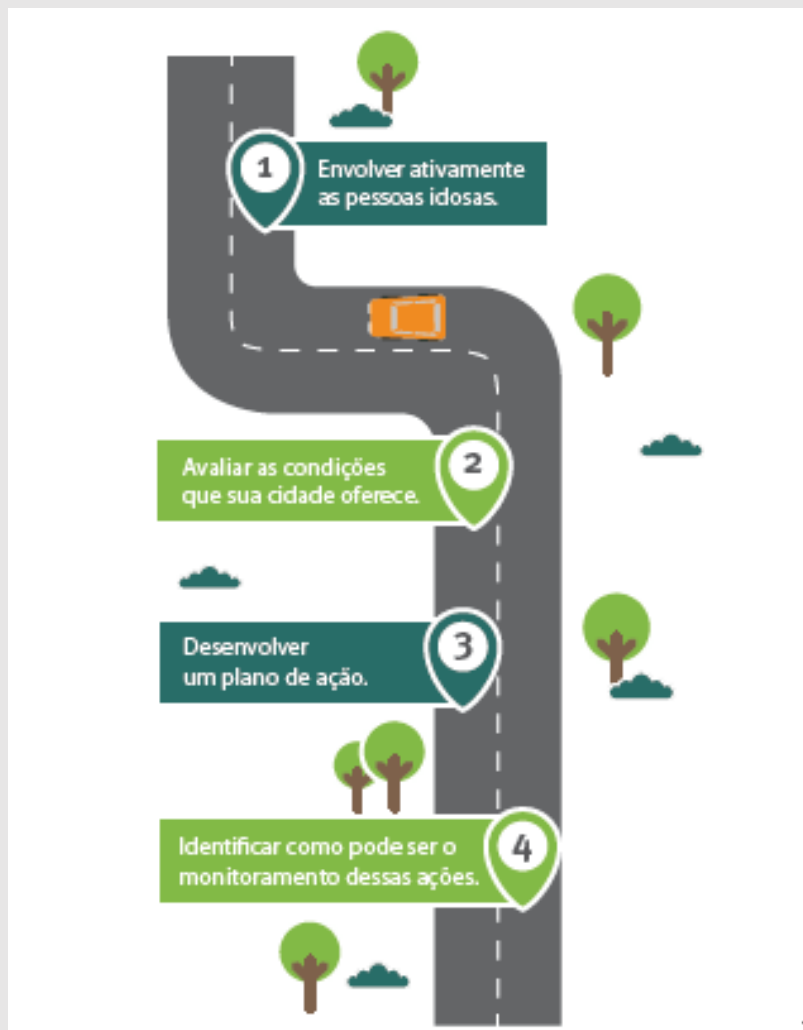 1
Envolver ativamente
as pessoas idosas.
2
Avaliar as condições
que sua cidade oferece.
3
Desenvolver
um plano de ação.
4
Identificar como pode ser o
monitoramento dessas ações.